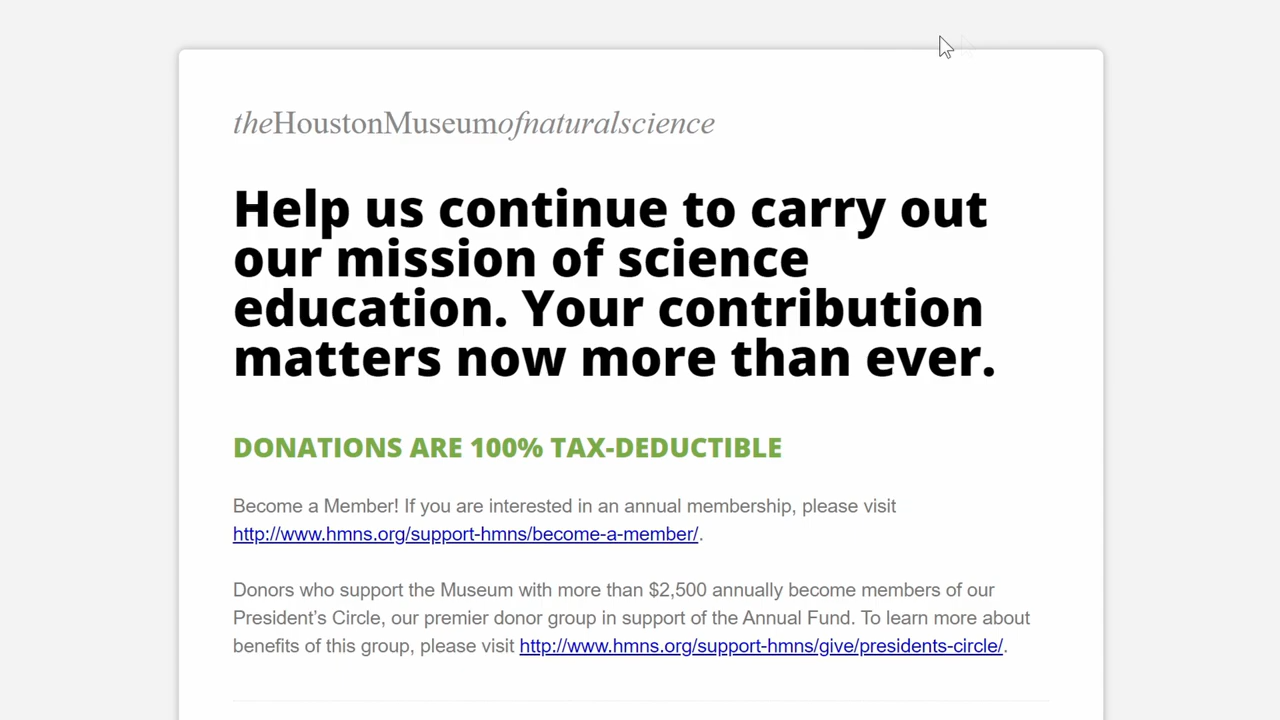 theHoustonMuseumofnaturalscience
Help us continue to carry out
our mission of science
education. Your contribution
matters now more than ever.
DONATIONS ARE 100% TAX-DEDUCTIBLE
Become a Member! If you are interested in an annual membership, please visit
http://www.hmns.org/support-hmns/become-a-member/.
Donors who support the Museum with more than $2,500 annually become members of our
President’s Circle, our premier donor group in support of the Annual Fund. To learn more about
benefits of this group, please visit http://www.hmns.org/support-hmns/give/presidents-circle/.